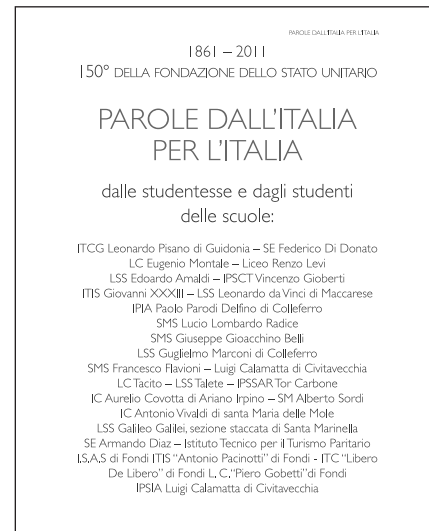 PAROLE DALL'ITALIA PER L'ITALIA
1861 – 2011
150° DELLA FONDAZIONE DELLO STATO UNITARIO
PAROLE DALL'ITALIA
PER L'ITALIA
dalle studentesse e dagli studenti
delle scuole:
ITCG Leonardo Pisano di Guidonia – SE Federico Di Donato
LC Eugenio Montale – Liceo Renzo Levi
LSS Edoardo Amaldi – IPSCT Vincenzo Gioberti
ITIS Giovanni XXXIII – LSS Leonardo da Vinci di Maccarese
IPIA Paolo Parodi Delfino di Colleferro
SMS Lucio Lombardo Radice
SMS Giuseppe Gioacchino Belli
LSS Guglielmo Marconi di Colleferro
SMS Francesco Flavioni – Luigi Calamatta di Civitavecchia
LC Tacito – LSS Talete – IPSSAR Tor Carbone
IC Aurelio Covotta di Ariano Irpino – SM Alberto Sordi
IC Antonio Vivaldi di santa Maria delle Mole
LSS Galileo Galilei, sezione staccata di Santa Marinella
SE Armando Diaz – Istituto Tecnico per il Turismo Paritario
I.S.A.S di Fondi ITIS "Antonio Pacinotti" di Fondi - ITC "Libero
De Libero" di Fondi L. C. "Piero Gobetti" di Fondi
IPSIA Luigi Calamatta di Civitavecchia